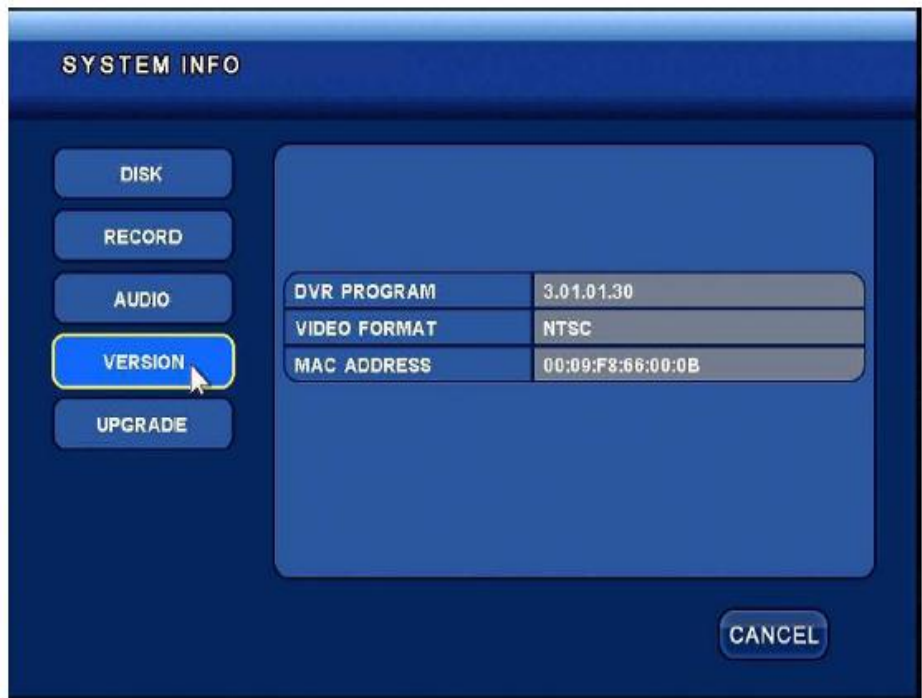 SYSTEM INFO
DISK
RECORD
AUDIO
VERSION
UPGRADE
DVR PROGRAM 3.01.01.30
VIDEO FORMAT NTSC
MAC ADDRESS 00:09:F8:66:00:0B
CANCEL